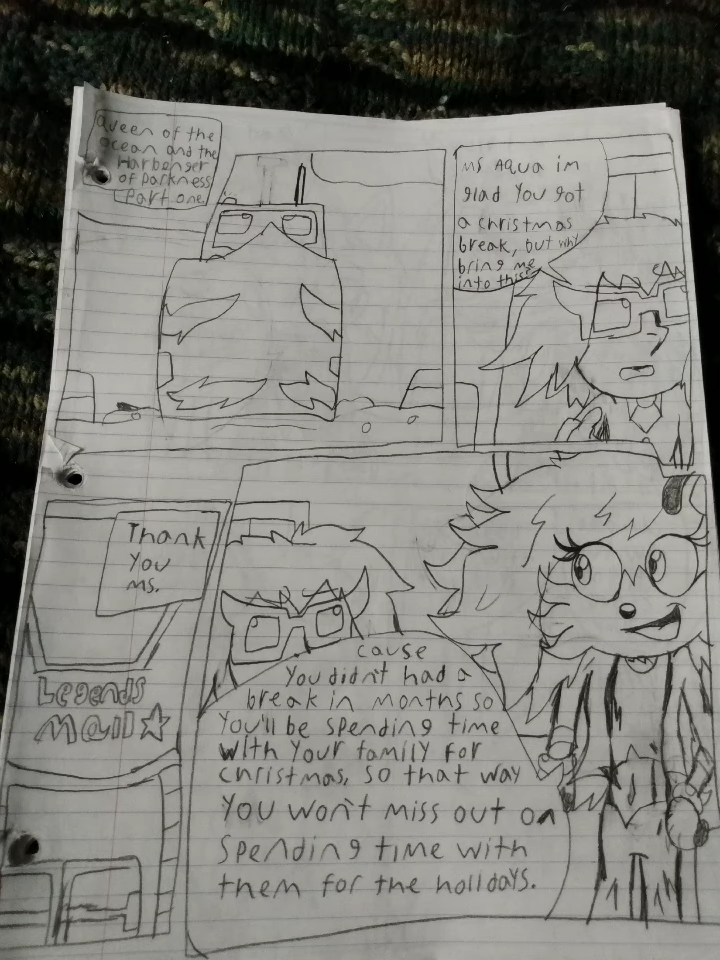 Queen of the
ocean and the
Harbenger
of Darkness
Part one
Ms Aqua im
glad You got
a christmas
break, but why
bring me
into this
Thank
You
Ms.
Legends
M@ll☆
cause
You didn't had a
break in months so
You'll be spending time
With Your family for
christmas, so that way
You won't miss out on
spending time with
them for the holidays.